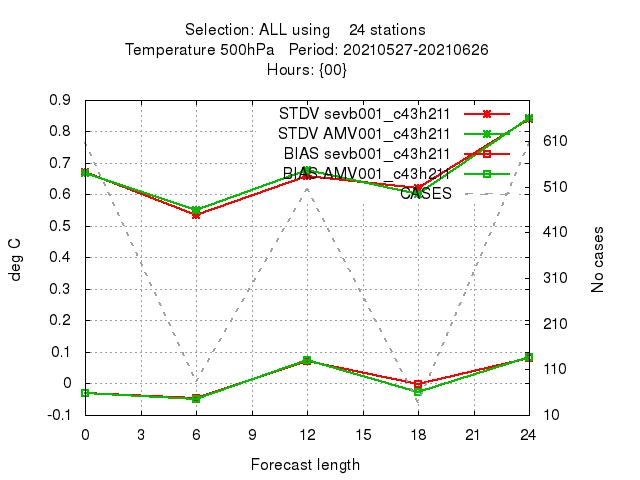 Selection: ALL using 24 stations
Temperature 500hPa Period: 20210527-20210626
Hours: {00}
STDV sevb001_c43h211
STDV AMV001_c43h211
BIAS sevb001_c43h211
BIAS AMV001_c43h211
CASES
0.9
0.8
0.7
0.6
0.5
0.4
0.3
0.2
0.1
0
-0.1
deg C
610
510
410
310
210
110
10
No cases
0 3 6 9 12 15 18 21 24
Forecast length